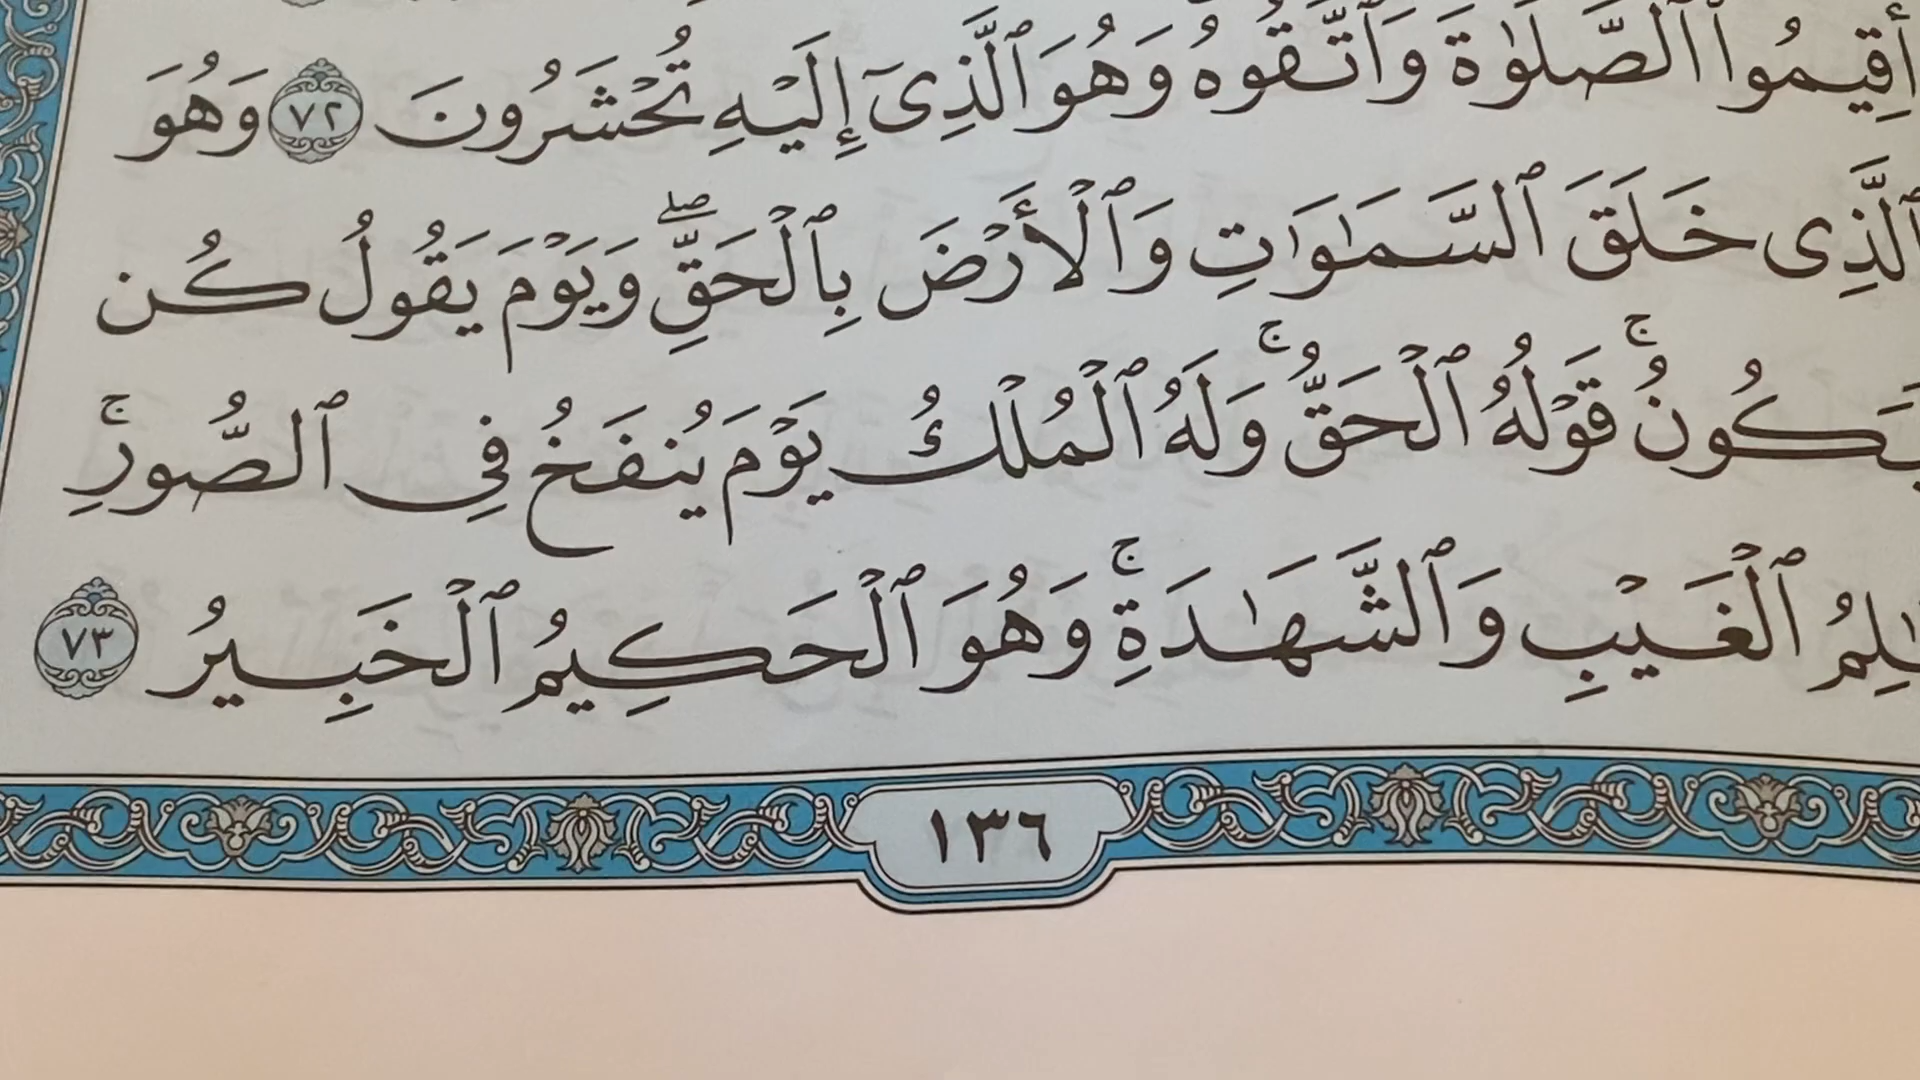 أَقِيمُوا۟ ٱلصَّلَوٰةَ وَٱتَّقُوهُ وَهُوَ ٱلَّذِىٓ إِلَيْهِ تُحْشَرُونَ ٧٢ وَهُوَ
ٱلَّذِى خَلَقَ ٱلسَّمَـٰوَٰتِ وَٱلْأَرْضَ بِٱلْحَقِّ ۖ وَيَوْمَ يَقُولُ كُن
فَيَكُونُ ۚ قَوْلُهُ ٱلْحَقُّ ۚ وَلَهُ ٱلْمُلْكُ يَوْمَ يُنفَخُ فِى ٱلصُّورِ ۚ
عَـٰلِمُ ٱلْغَيْبِ وَٱلشَّهَـٰدَةِ ۚ وَهُوَ ٱلْحَكِيمُ ٱلْخَبِيرُ ٧٣
١٣٦